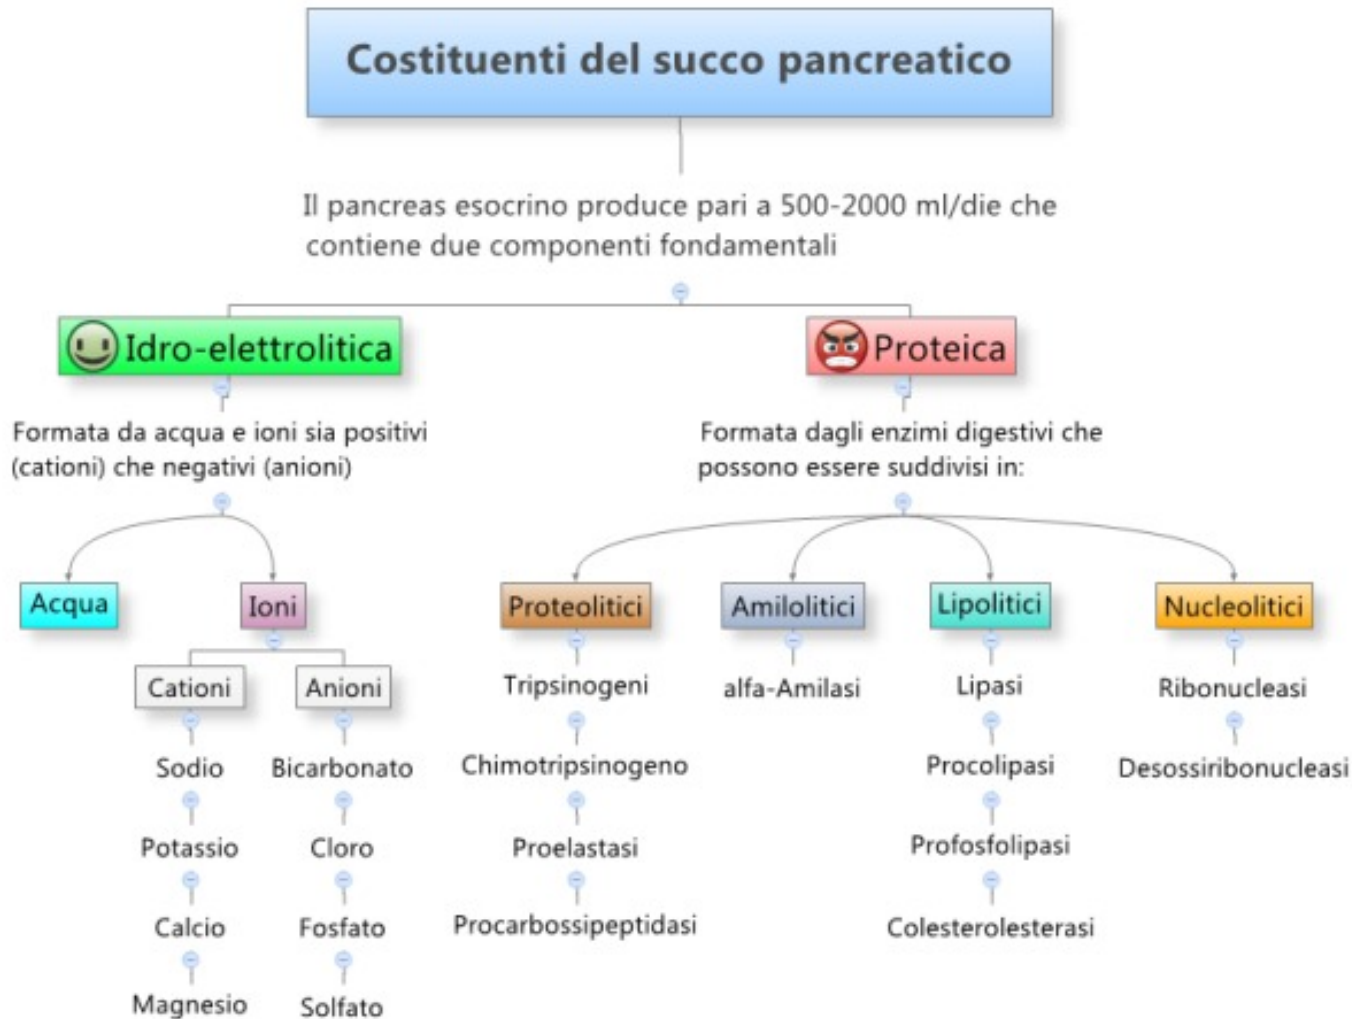 Costituenti del succo pancreatico
Il pancreas esocrino produce pari a 500-2000 ml/die che
contiene due componenti fondamentali
Idro-elettrolitica
Proteica
Formata da acqua e ioni sia positivi
(cationi) che negativi (anioni)
Formata dagli enzimi digestivi che
possono essere suddivisi in:
Acqua
Ioni
Cationi
Sodio
Potassio
Calcio
Magnesio
Anioni
Bicarbonato
Cloro
Fosfato
Solfato
Proteolitici
Tripsinogeni
Chimotripsinogeno
Proelastasi
Procarbossipeptidasi
Amilolitici
alfa-Amilasi
Lipolitici
Lipasi
Procolipasi
Profosfolipasi
Colesterolesterasi
Nucleolitici
Ribonucleasi
Desossiribonucleasi